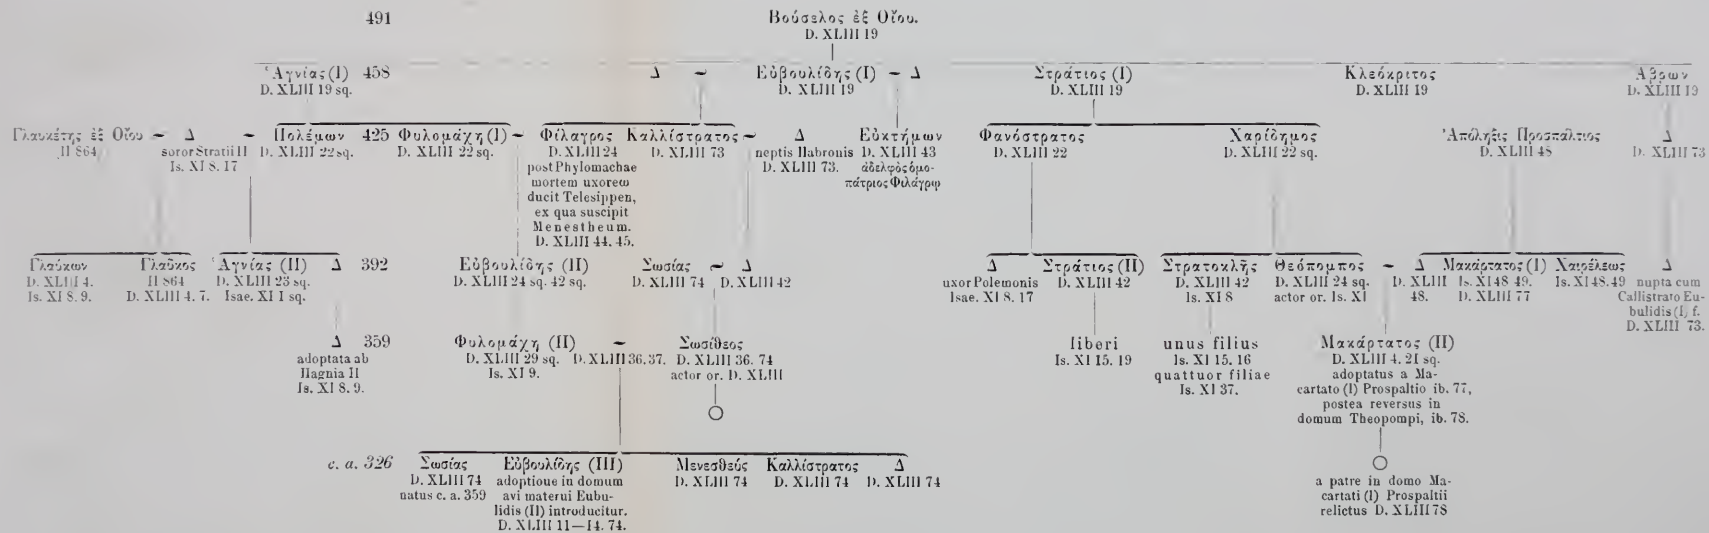 491
Βούσελος ἐξ Οἴου.
D. XLIII 19
Ἁγνίας (I) 458
D. XLIII 19 sq.
Δ ~ Εὐβουλίδης (I) ~ Δ
D. XLIII 19
Στράτιος (I)
D. XLIII 19
Κλεόκριτος
D. XLIII 19
Ἅβρων
D. XLIII 19
Γλαυκέτης ἐξ Οἴου ~ Δ ~ Πολέμων 425 Φυλομάχη (I) ~ Φίλαγρος Καλλίστρατος ~ Δ Εὐκτήμων
II 864
soror Stratii II
Is. XI 8. 17
D. XLIII 22 sq.
D. XLIII 22 sq.
D. XLIII 24
post Phylomachae
mortem uxorem
ducit Telesippen,
ex qua suscipit
Menestheum.
D. XLIII 44. 45.
D. XLIII 73
neptis Habronis
D. XLIII 73.
D. XLIII 43
ἀδελφὸς ὁμο-
πάτριος Φιλάγρῳ
Φανόστρατος
D. XLIII 22
Χαρίδημος
D. XLIII 22 sq.
Ἀπόληξις Προσπάλτιος
D. XLIII 48
Δ
D. XLIII 73
Γλαύκων
D. XLIII 4.
Is. XI 8. 9.
Γλαῦκος
II 864
D. XLIII 4. 7.
Ἁγνίας (II) Δ 392
D. XLIII 23 sq.
Isae. XI 1 sq.
Εὐβουλίδης (II)
D. XLIII 24 sq. 42 sq.
Σωσίας ~ Δ
D. XLIII 74 D. XLIII 42
Δ
uxor Polemonis
Isae. XI 8. 17
Στράτιος (II)
D. XLIII 42
Στρατοκλῆς
D. XLIII 42
Is. XI 8
Θεόπομπος ~ Δ
D. XLIII 24 sq.
actor or. Is. XI
D. XLIII
48.
Μακάρτατος (I)
Is. XI 48 49.
D. XLIII 77
Χαιρέλεως
Is. XI 48. 49
Δ
nupta cum
Callistrato Eu-
bulidis (I) f.
D. XLIII 73.
Δ 359
adoptata ab
Hagnia II
Is. XI 8. 9.
Φυλομάχη (II) ~ Σωσίθεος
D. XLIII 29 sq. D. XLIII 36. 37. D. XLIII 36. 74
Is. XI 9.
actor or. D. XLIII
liberi
Is. XI 15. 19
unus filius
Is. XI 15. 16
quattuor filiae
Is. XI 37.
Μακάρτατος (II)
D. XLIII 4. 21 sq.
adoptatus a Ma-
cartato (I) Prospaltio ib. 77,
postea reversus in
domum Theopompi, ib. 78.
c. a. 326 Σωσίας
D. XLIII 74
natus c. a. 359
Εὐβουλίδης (III)
adoptione in domum
avi materni Eubu-
lidis (II) introducitur.
D. XLIII 11—14. 74.
Μενεσθεύς
D. XLIII 74
Καλλίστρατος
D. XLIII 74
Δ
D. XLIII 74
a patre in domo Ma-
cartati (I) Prospaltii
relictus D. XLIII 78